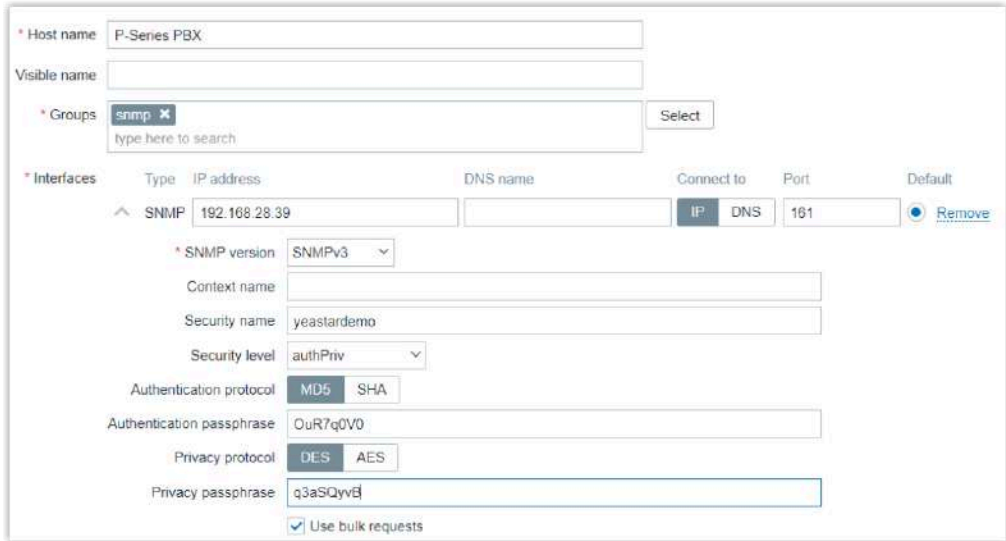 * Host name P-Series PBX
Visible name
* Groups snmp ✖ Select
type here to search
* Interfaces Type IP address DNS name Connect to Port Default
SNMP 192.168.28.39 IP DNS 161 Remove
* SNMP version SNMPv3
Context name
Security name yeastardemo
Security level authPriv
Authentication protocol MD5 SHA
Authentication passphrase OuR7q0V0
Privacy protocol DES AES
Privacy passphrase q3aSQyvB
Use bulk requests